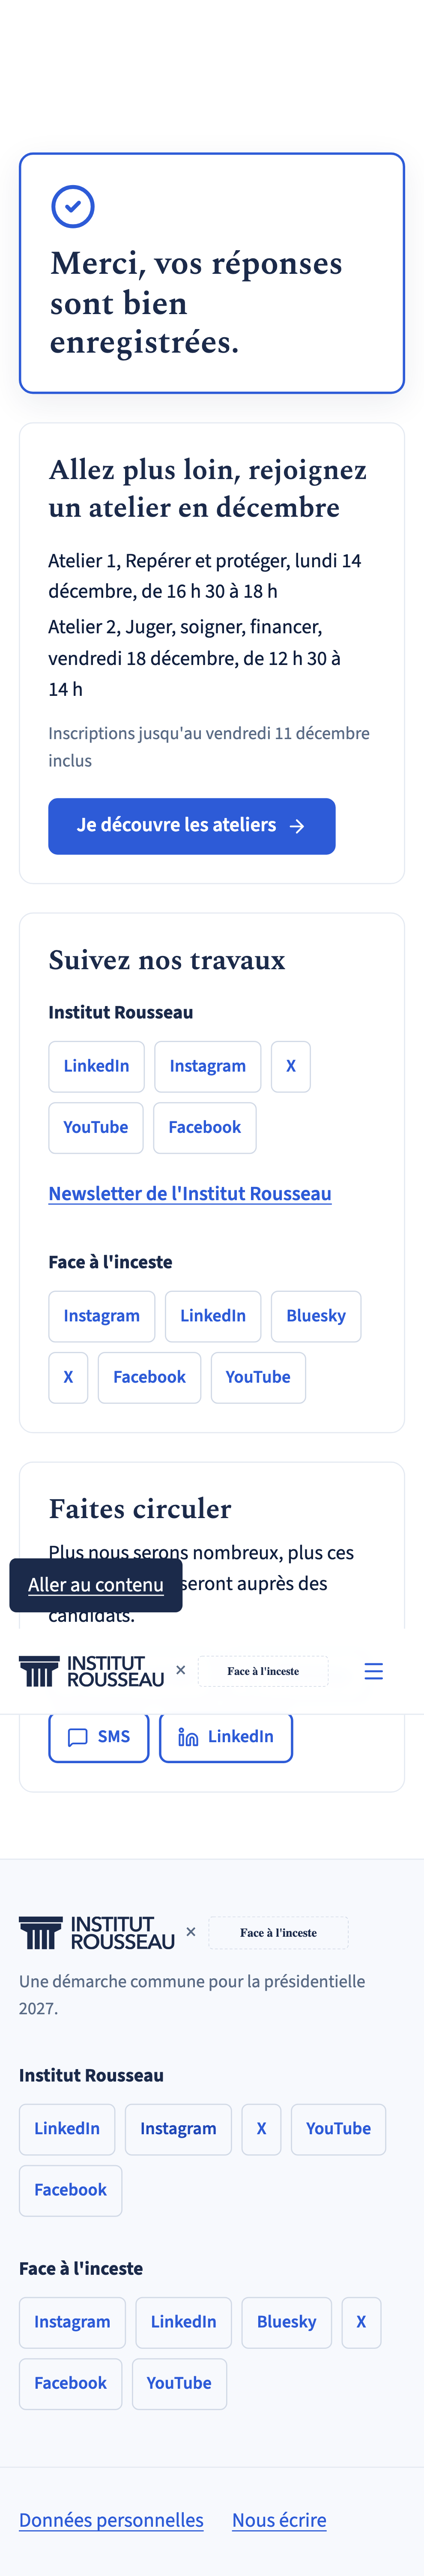 Merci, vos réponses
sont bien
enregistrées.
Allez plus loin, rejoignez
un atelier en décembre
Atelier 1, Repérer et protéger, lundi 14
décembre, de 16 h 30 à 18 h
Atelier 2, Juger, soigner, financer,
vendredi 18 décembre, de 12 h 30 à
14 h
Inscriptions jusqu'au vendredi 11 décembre
inclus
Je découvre les ateliers
Suivez nos travaux
Institut Rousseau
LinkedIn Instagram X
YouTube Facebook
Newsletter de l'Institut Rousseau
Face à l'inceste
Instagram LinkedIn Bluesky
X Facebook YouTube
Faites circuler
Plus nous serons nombreux, plus ces
Aller au contenu
seront auprès des
candidats.
INSTITUT
ROUSSEAU
× Face à l'inceste
SMS LinkedIn
INSTITUT
ROUSSEAU
× Face à l'inceste
Une démarche commune pour la présidentielle
2027.
Institut Rousseau
LinkedIn Instagram X YouTube
Facebook
Face à l'inceste
Instagram LinkedIn Bluesky X
Facebook YouTube
Données personnelles Nous écrire